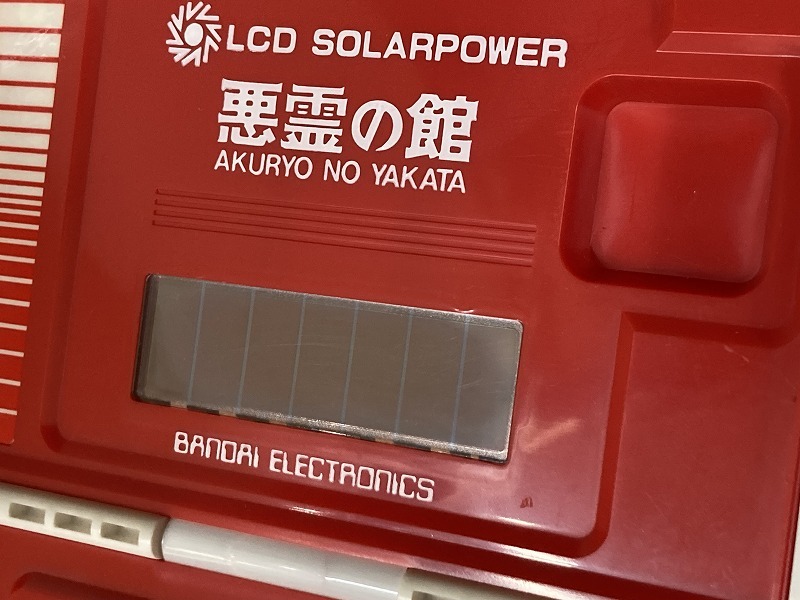 LCD SOLARPOWER
悪霊の館
AKURYO NO YAKATA
BANDAI ELECTRONICS